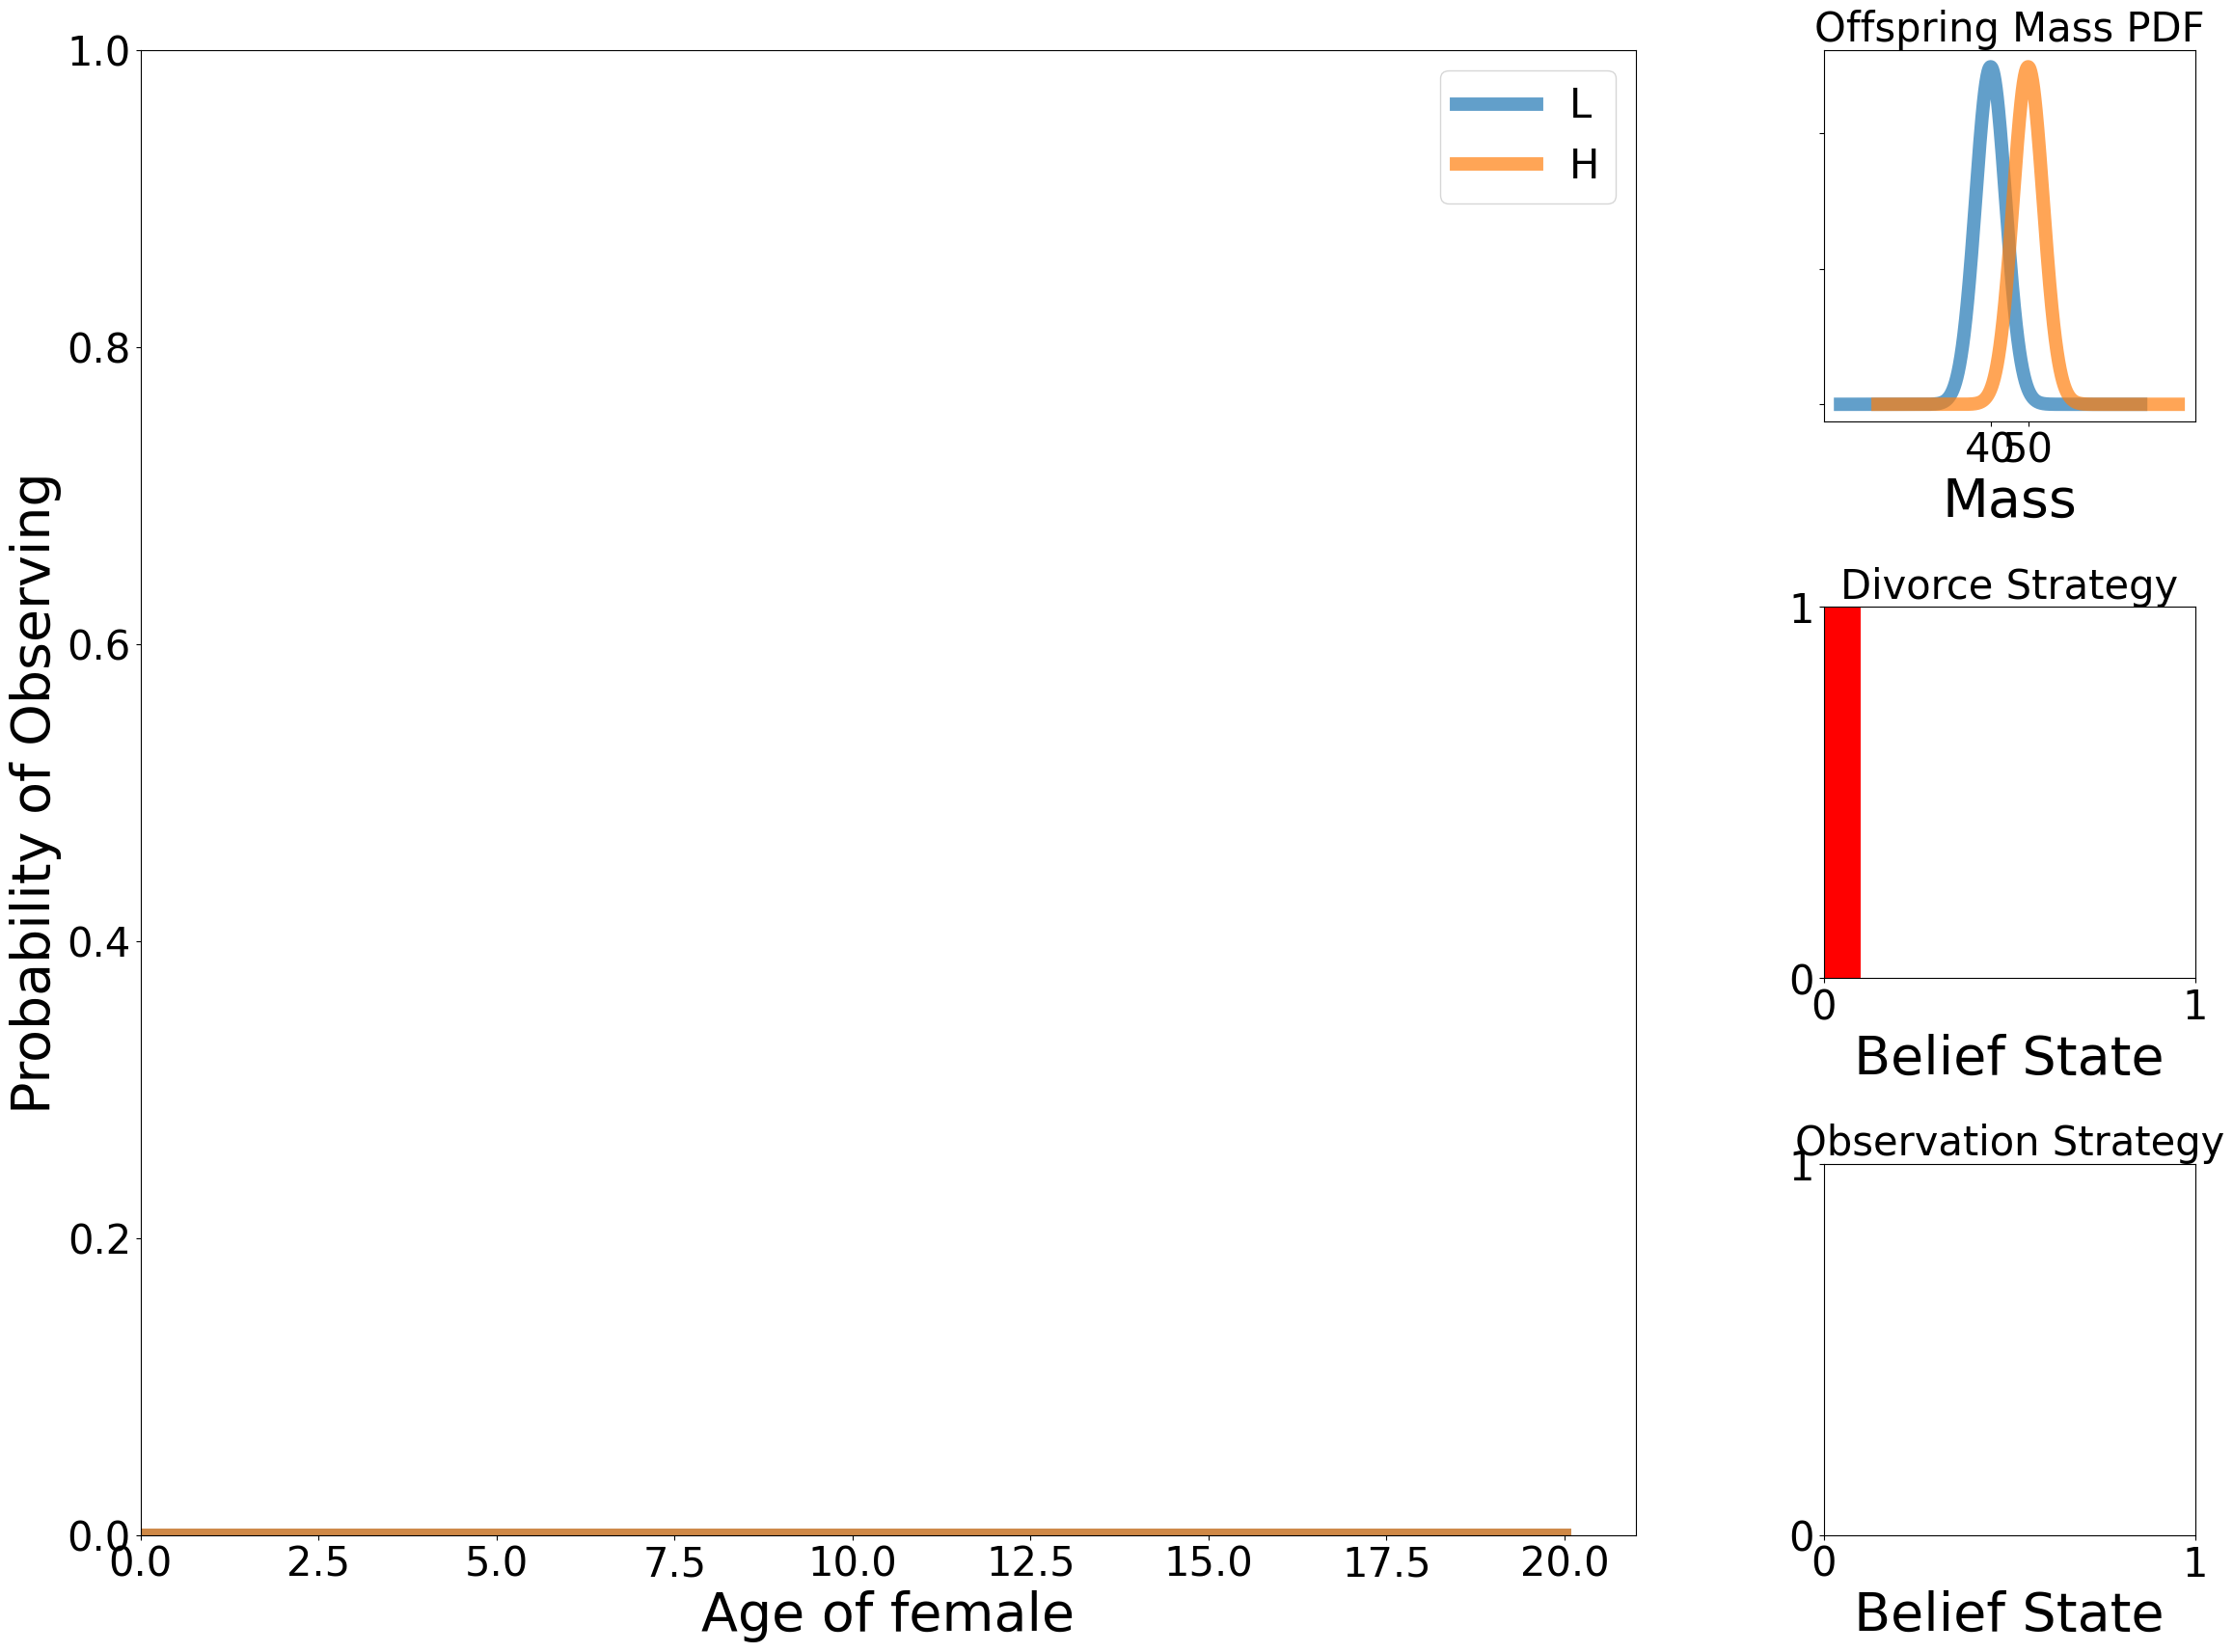 Probability of Observing
1.0
0.8
0.6
0.4
0.2
0.0
0.0 2.5 5.0 7.5 10.0 12.5 15.0 17.5 20.0
Age of female
L
H
Offspring Mass PDF
40 50
Mass
Divorce Strategy
1
0
0 1
Belief State
Observation Strategy
1
0
0 1
Belief State